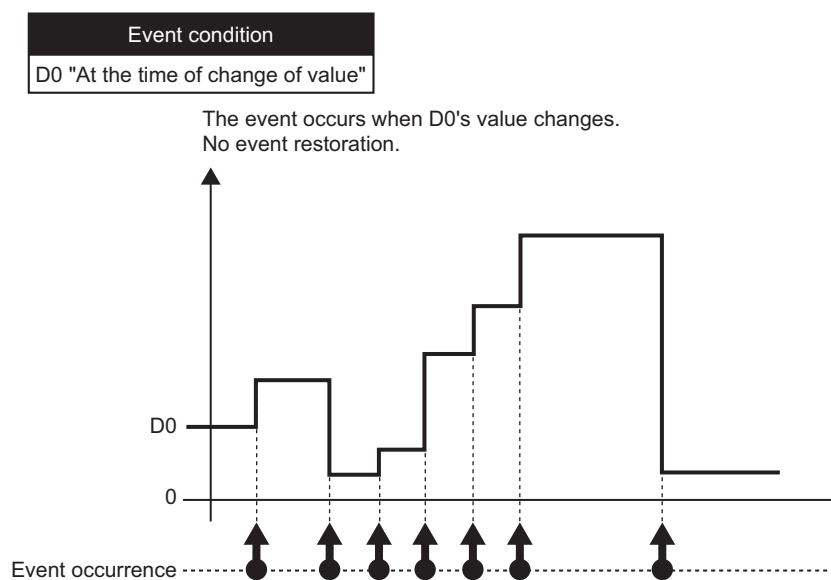 Event condition
D0 "At the time of change of value"
The event occurs when D0's value changes.
No event restoration.
D0
0
Event occurrence